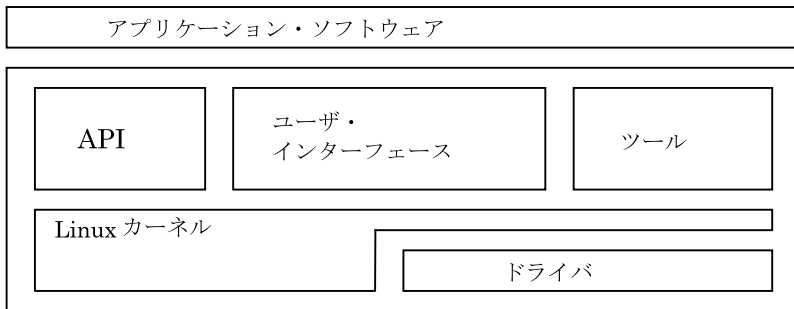 アプリケーション・ソフトウェア
API
ユーザ・
インターフェース
ツール
Linux カーネル
ドライバ